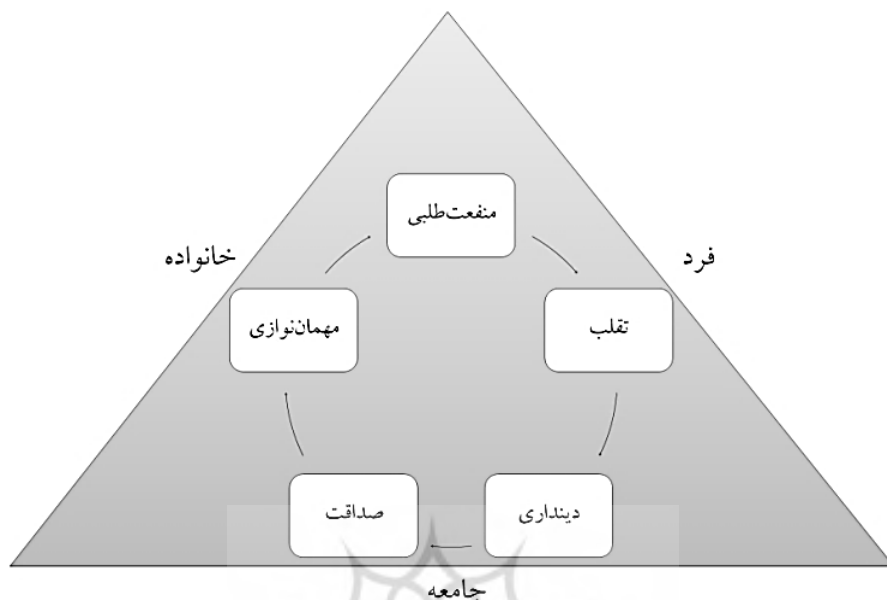 منفعت‌طلبی
خانواده
فرد
مهمان‌نوازی
تقلب
صداقت
دینداری
جامعه